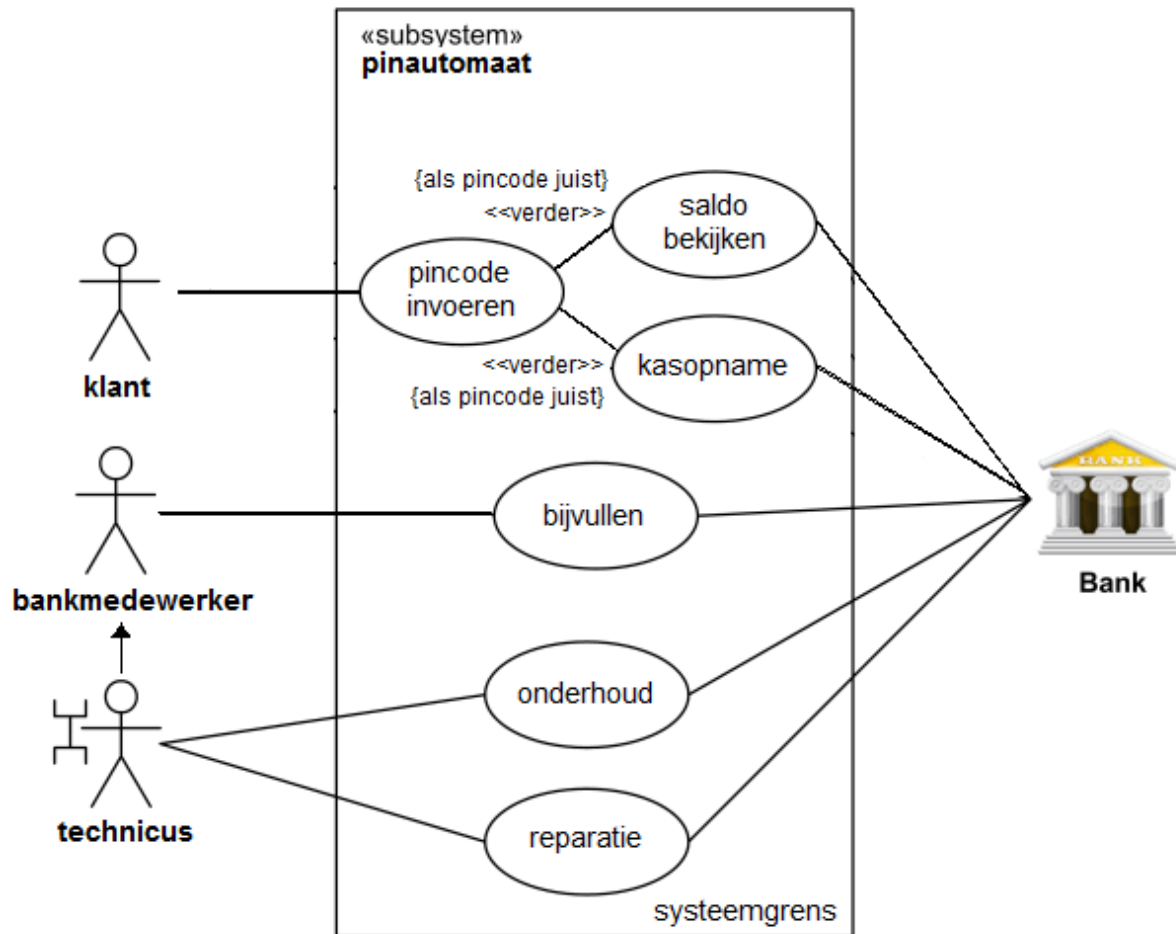 «subsystem»
pinautomaat
{als pincode juist}
<<verder>>
saldo
bekijken
pincode
invoeren
klant
<<verder>>
{als pincode juist}
kasopname
BANK
Bank
bankmedewerker
bijvullen
technicus
onderhoud
reparatie
systeemgrens